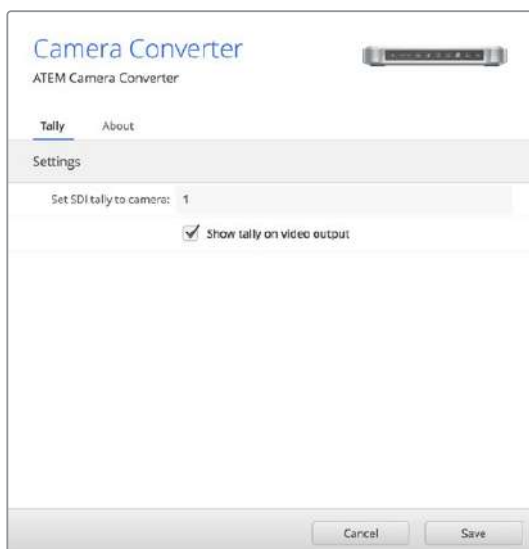 Camera Converter
ATEM Camera Converter
Tally About
Settings
Set SDI tally to camera: 1
Show tally on video output
Cancel Save